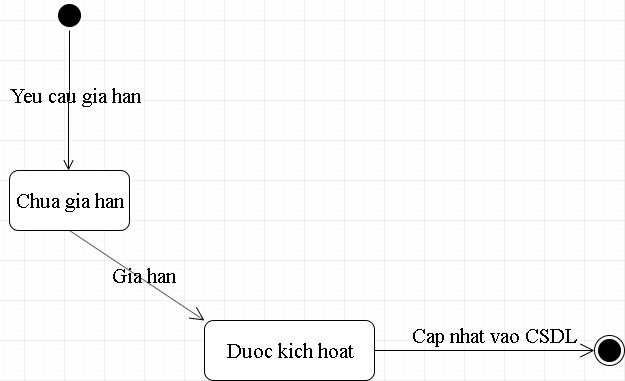 Yeu cau gia han
Chua gia han
Gia han
Duoc kich hoat
Cap nhat vao CSDL